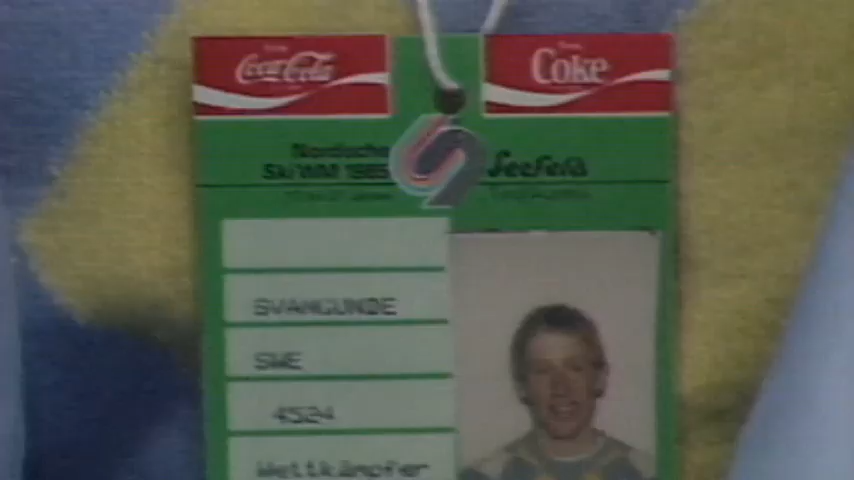 Coca-Cola
Coke
Nordische
Ski WM 1985
Seefeld
SVANGUNDE
SWE
4524
Wettkämpfer